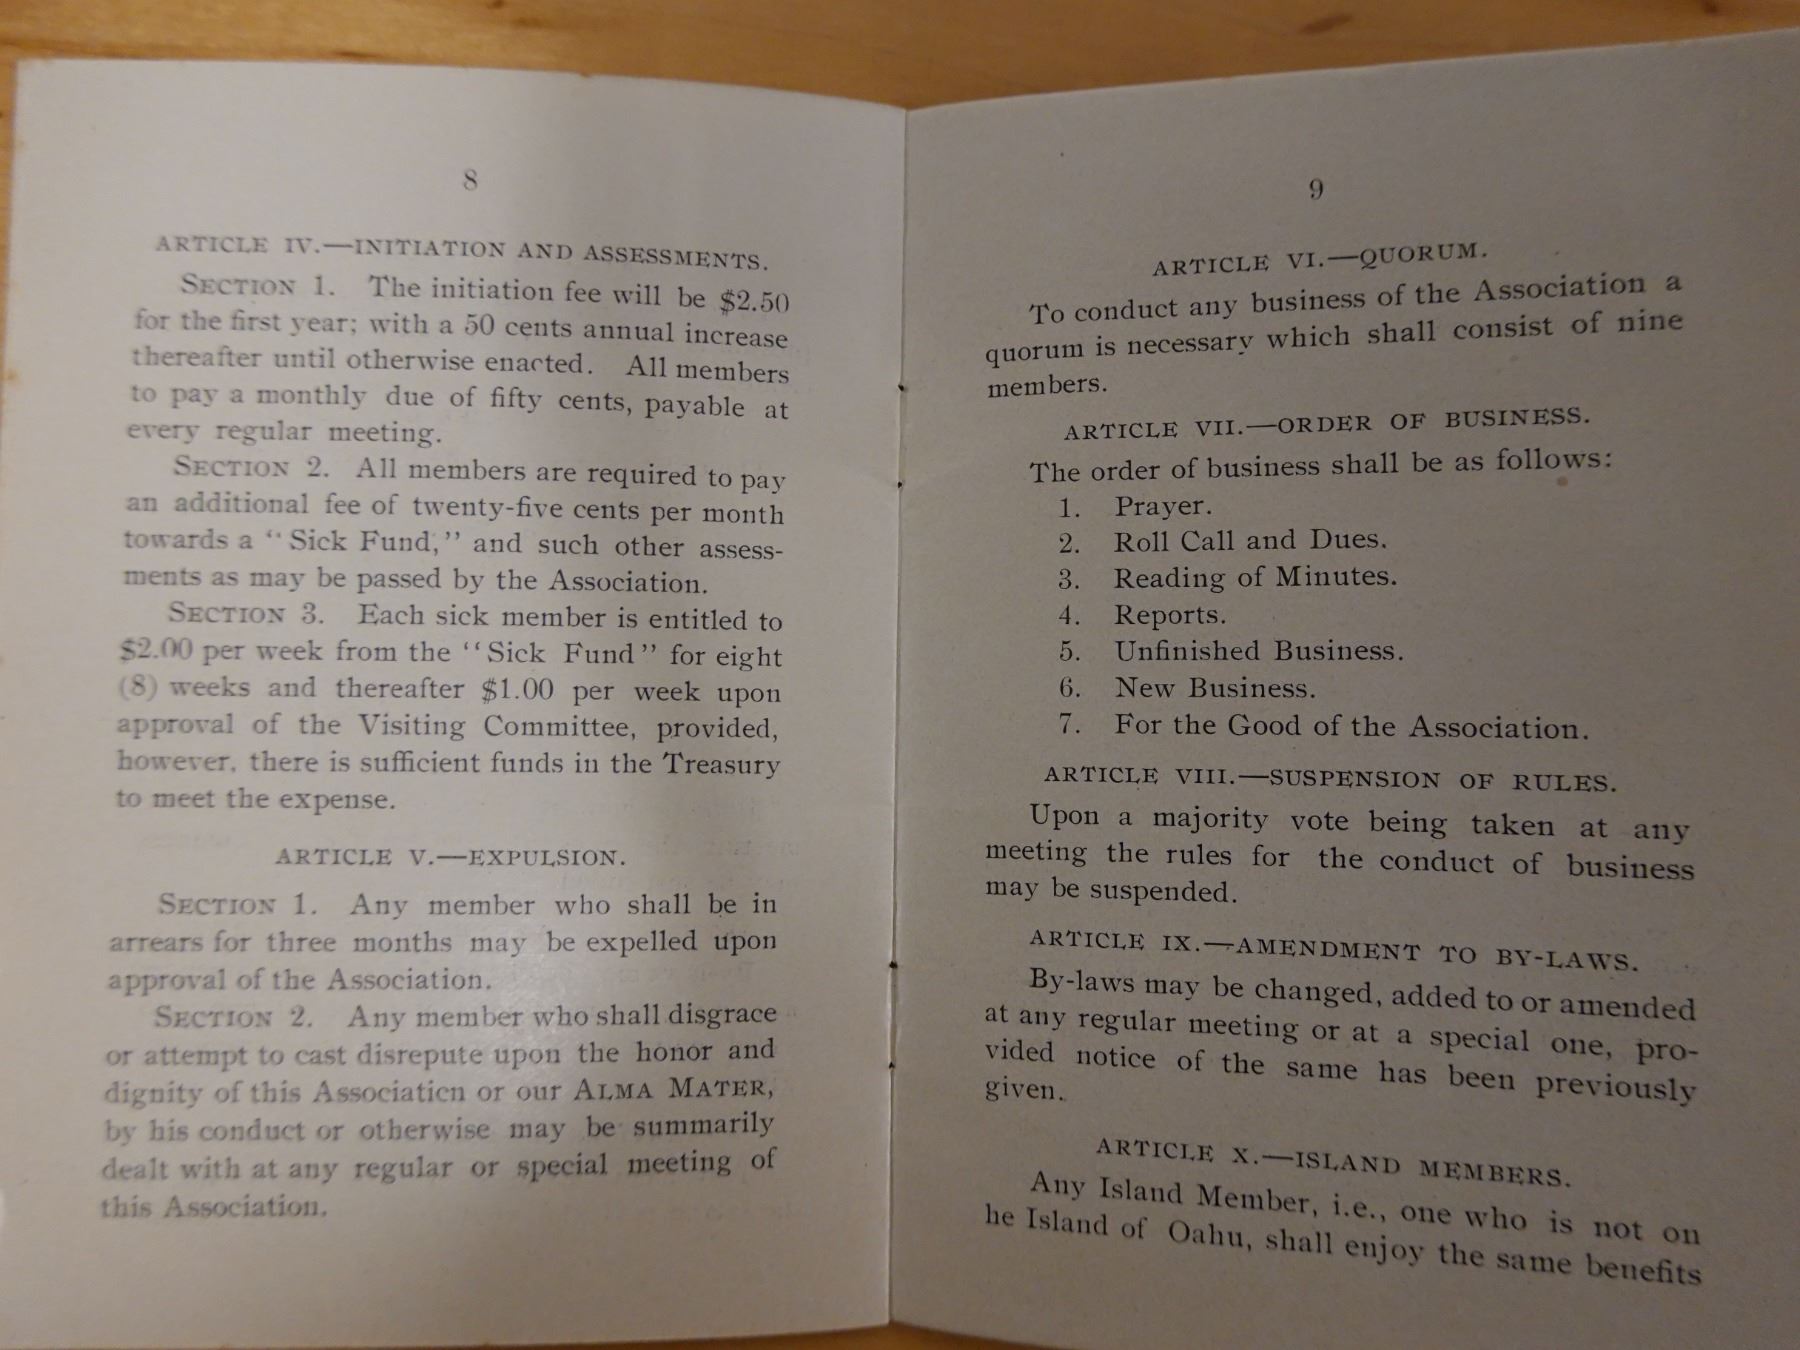 8
ARTICLE IV.—INITIATION AND ASSESSMENTS.
SECTION 1. The initiation fee will be $2.50
for the first year; with a 50 cents annual increase
thereafter until otherwise enacted. All members
to pay a monthly due of fifty cents, payable at
every regular meeting.
SECTION 2. All members are required to pay
an additional fee of twenty-five cents per month
towards a "Sick Fund," and such other assess-
ments as may be passed by the Association.
SECTION 3. Each sick member is entitled to
$2.00 per week from the "Sick Fund" for eight
(8) weeks and thereafter $1.00 per week upon
approval of the Visiting Committee, provided,
however, there is sufficient funds in the Treasury
to meet the expense.
ARTICLE V.—EXPULSION.
SECTION 1. Any member who shall be in
arrears for three months may be expelled upon
approval of the Association.
SECTION 2. Any member who shall disgrace
or attempt to cast disrepute upon the honor and
dignity of this Association or our ALMA MATER,
by his conduct or otherwise may be summarily
dealt with at any regular or special meeting of
this Association.
9
ARTICLE VI.—QUORUM.
To conduct any business of the Association a
quorum is necessary which shall consist of nine
members.
ARTICLE VII.—ORDER OF BUSINESS.
The order of business shall be as follows:
1. Prayer.
2. Roll Call and Dues.
3. Reading of Minutes.
4. Reports.
5. Unfinished Business.
6. New Business.
7. For the Good of the Association.
ARTICLE VIII.—SUSPENSION OF RULES.
Upon a majority vote being taken at any
meeting the rules for the conduct of business
may be suspended.
ARTICLE IX.—AMENDMENT TO BY-LAWS.
By-laws may be changed, added to or amended
at any regular meeting or at a special one, pro-
vided notice of the same has been previously
given.
ARTICLE X.—ISLAND MEMBERS.
Any Island Member, i.e., one who is not on
he Island of Oahu, shall enjoy the same benefits